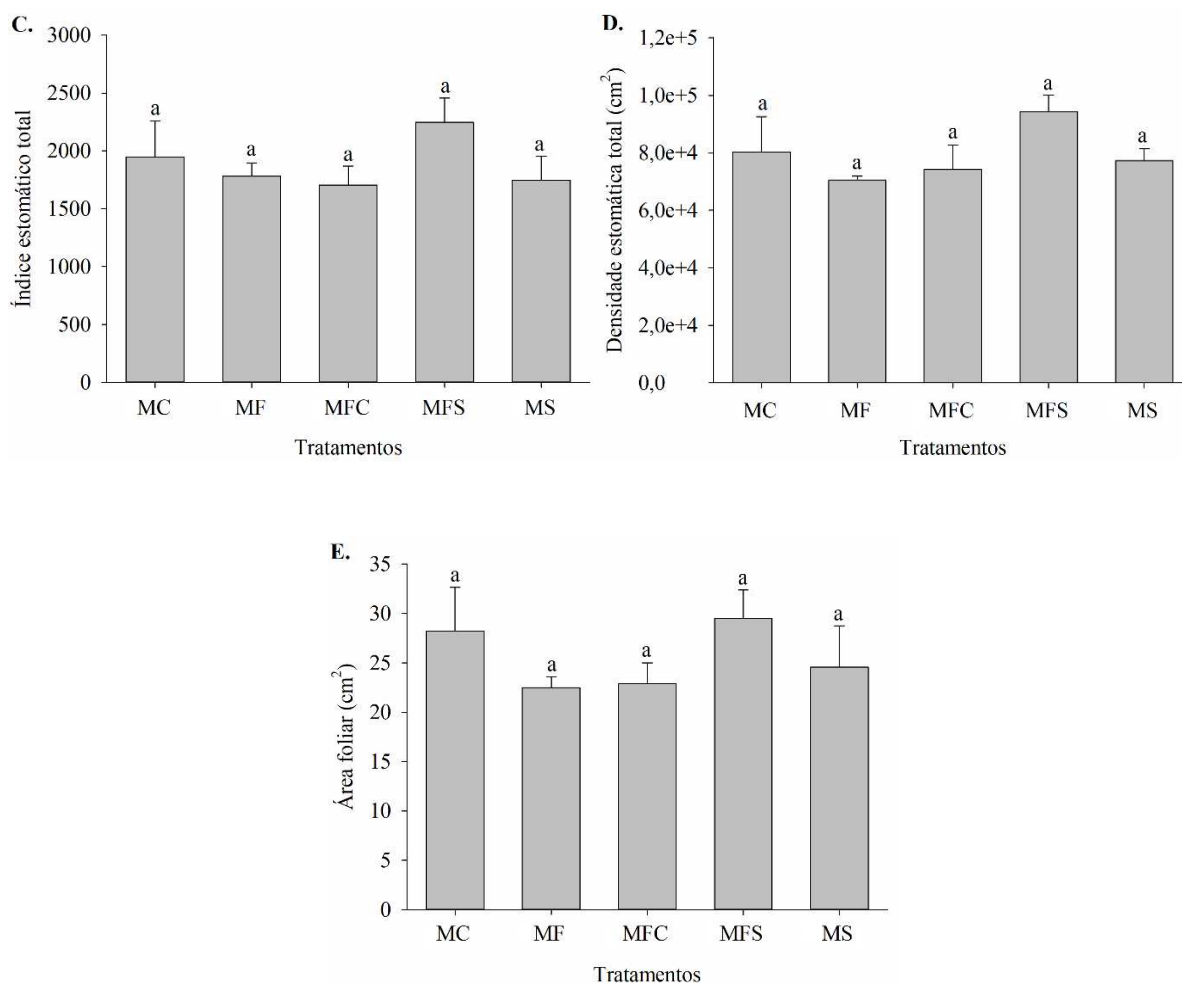 C.
3000
2500
2000
1500
1000
500
0
Índice estomático total
a a a a a
MC MF MFC MFS MS
Tratamentos
D.
1,2e+5
1,0e+5
8,0e+4
6,0e+4
4,0e+4
2,0e+4
0,0
Densidade estomática total (cm²)
a a a a a
MC MF MFC MFS MS
Tratamentos
E.
35
30
25
20
15
10
5
0
Área foliar (cm²)
a a a a a
MC MF MFC MFS MS
Tratamentos